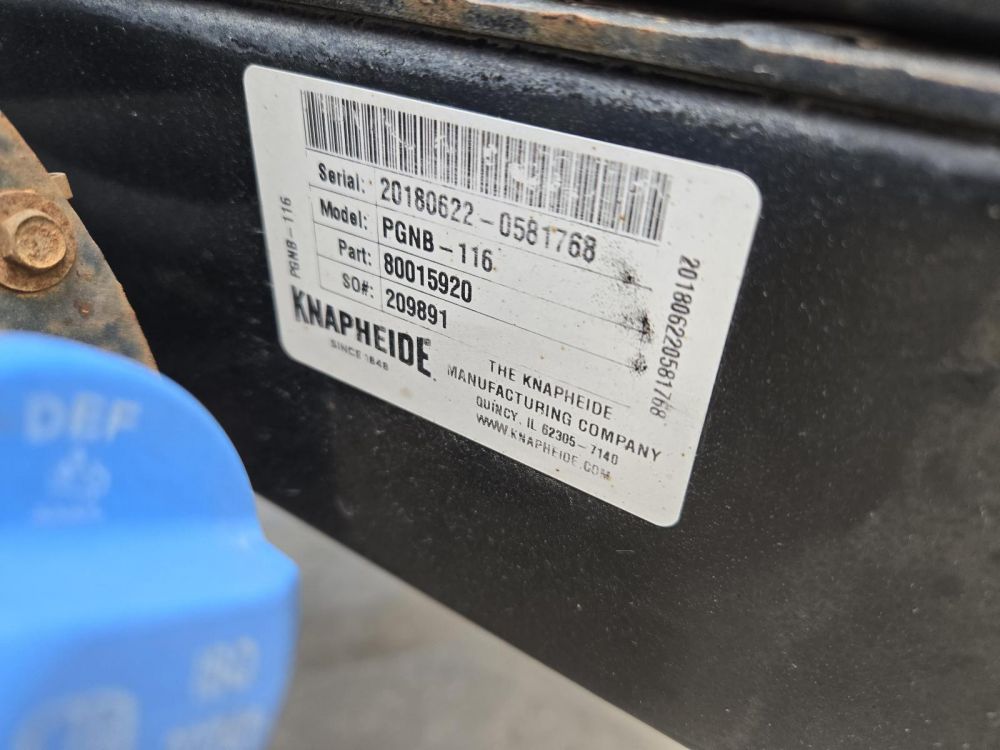 Serial: 20180622-0581768
Model: PGNB-116
Part: 80015920
SO#: 209891
KNAPHEIDE
SINCE 1848
THE KNAPHEIDE
MANUFACTURING COMPANY
QUINCY, IL 62305-7140
WWW.KNAPHEIDE.COM
PGNB-116
201806220581768
DEF